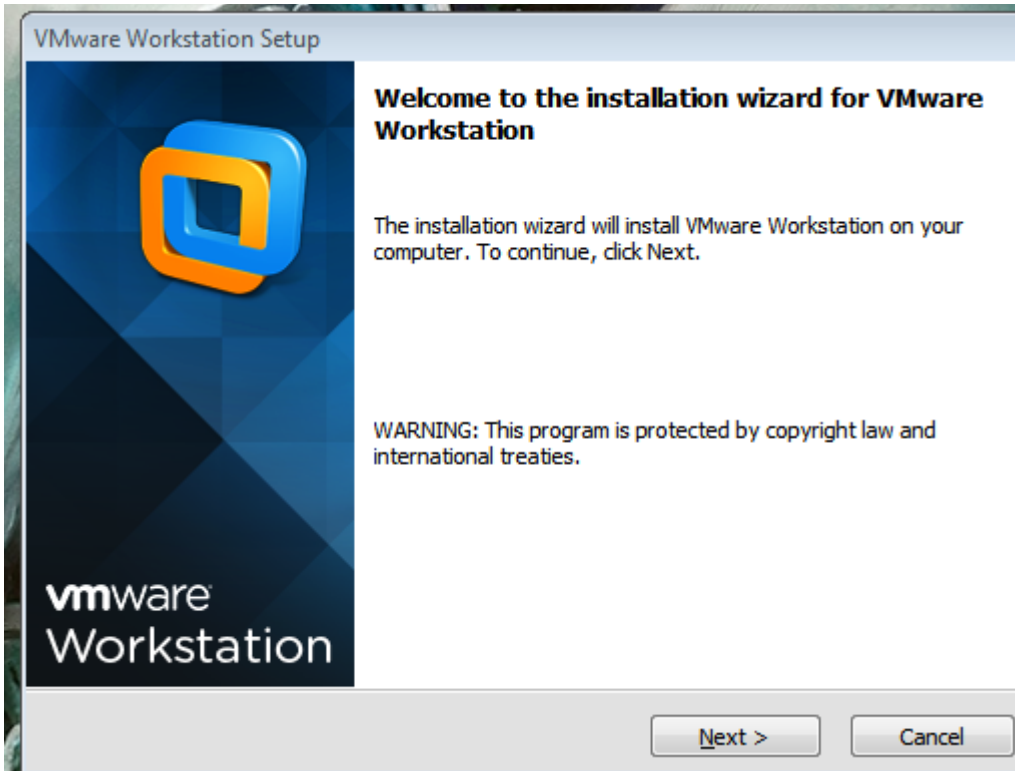 VMware Workstation Setup
Welcome to the installation wizard for VMware
Workstation
The installation wizard will install VMware Workstation on your
computer. To continue, click Next.
WARNING: This program is protected by copyright law and
international treaties.
vmware
Workstation
Next >
Cancel